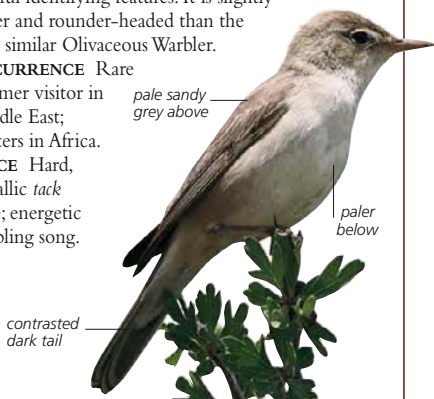 ful identifying features. It is slightly
er and rounder-headed than the
similar Olivaceous Warbler.
CURRENCE Rare
mer visitor in
dle East;
ters in Africa.
CE Hard,
allic tack
; energetic
bling song.
pale sandy
grey above
paler
below
contrasted
dark tail